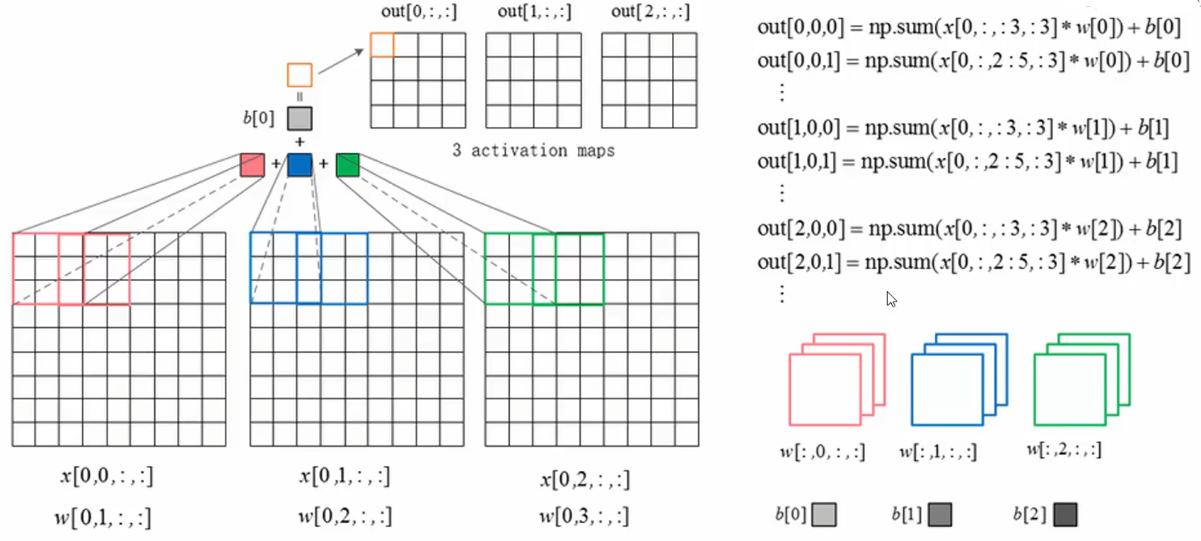 out[0,:,:] out[1,:,:] out[2,:,:]
=
b[0]
+
+ +
3 activation maps
x[0,0,:,:] x[0,1,:,:] x[0,2,:,:]
w[0,1,:,:] w[0,2,:,:] w[0,3,:,:]
out[0,0,0] = np.sum(x[0,:,:3,:3]* w[0]) + b[0]
out[0,0,1] = np.sum(x[0,:,2:5,:3]* w[0]) + b[0]
⋮
out[1,0,0] = np.sum(x[0,:,:3,:3]* w[1]) + b[1]
out[1,0,1] = np.sum(x[0,:,2:5,:3]* w[1]) + b[1]
⋮
out[2,0,0] = np.sum(x[0,:,:3,:3]* w[2]) + b[2]
out[2,0,1] = np.sum(x[0,:,2:5,:3]* w[2]) + b[2]
⋮
w[:,0,:,:] w[:,1,:,:] w[:,2,:,:]
b[0] b[1] b[2]